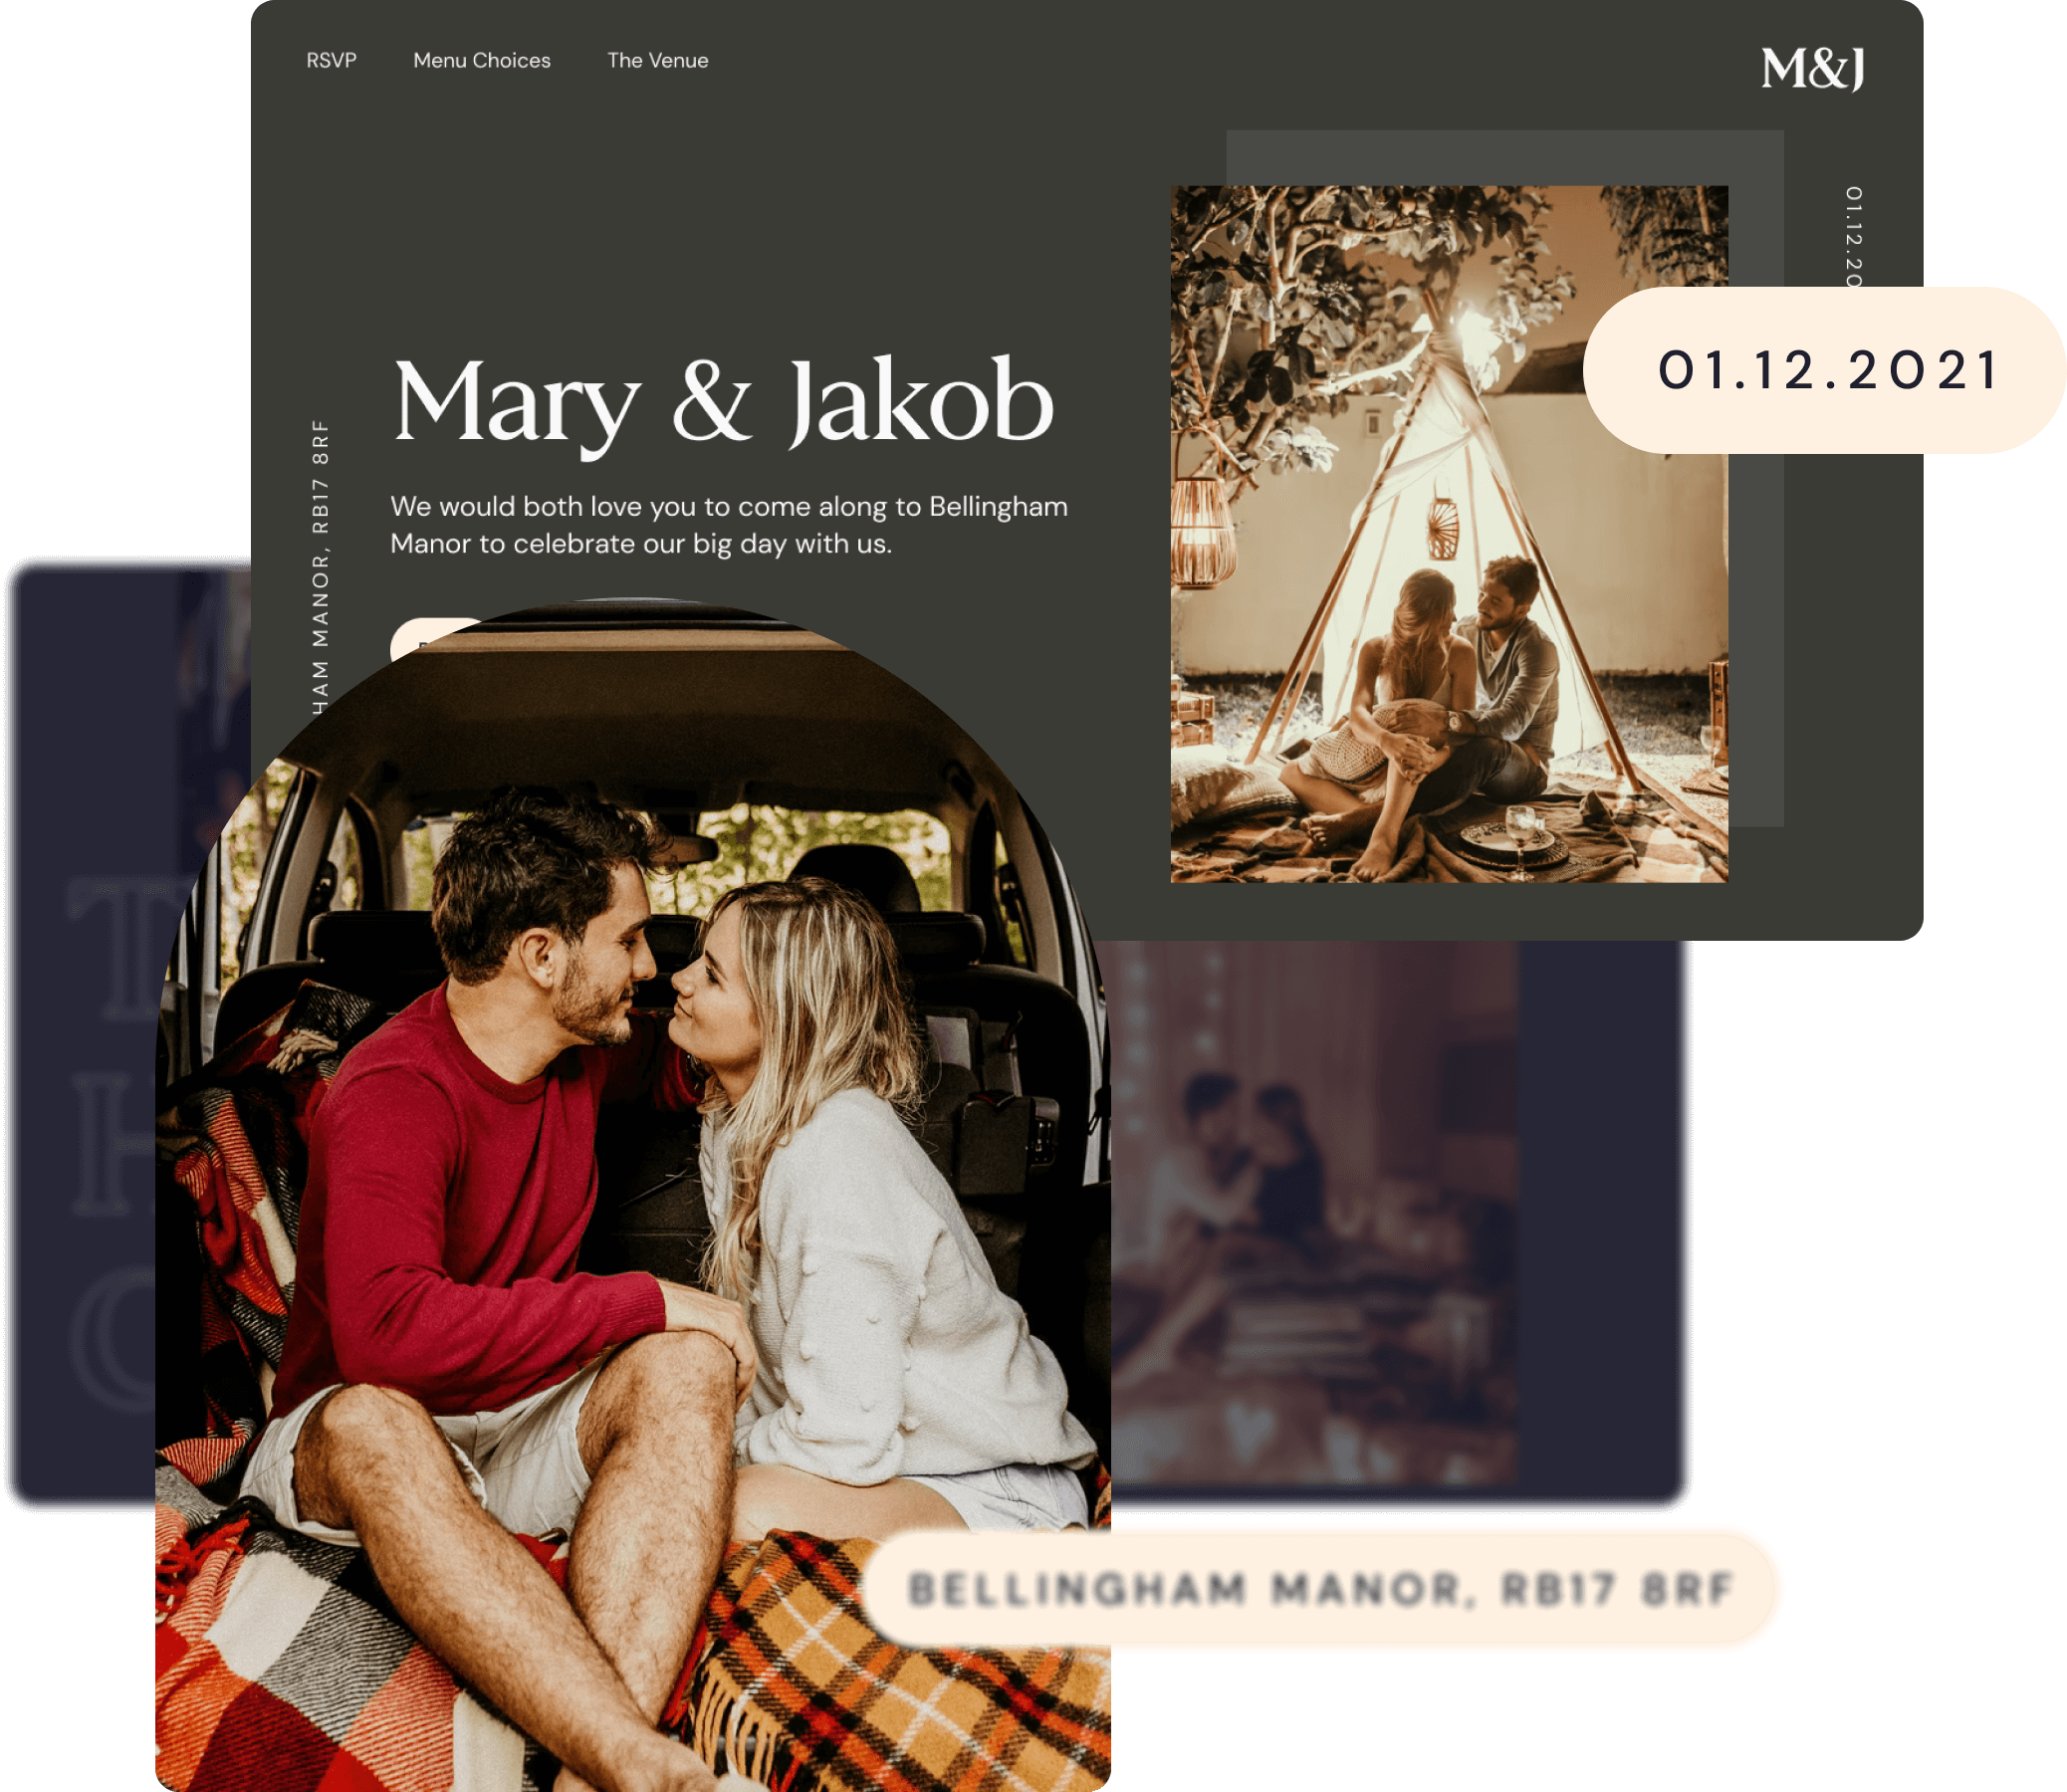 RSVP
Menu Choices
The Venue
M&J
01.12.20
01.12.2021
Mary & Jakob
We would both love you to come along to Bellingham
Manor to celebrate our big day with us.
HAM MANOR, RB17 8RF
T
H
BELLINGHAM MANOR, RB17 8RF